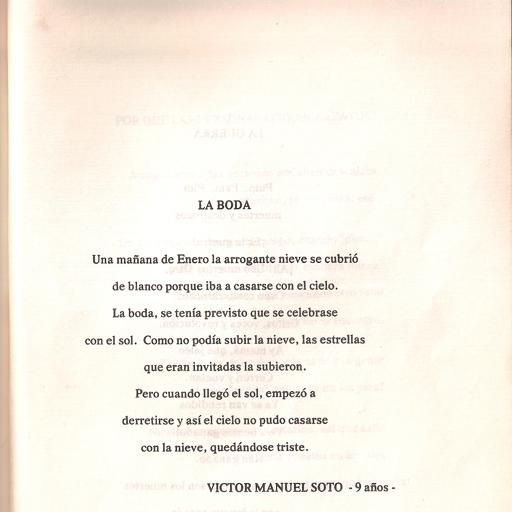 LA BODA
Una mañana de Enero la arrogante nieve se cubrió
de blanco porque iba a casarse con el cielo.
La boda, se tenía previsto que se celebrase
con el sol. Como no podía subir la nieve, las estrellas
que eran invitadas la subieron.
Pero cuando llegó el sol, empezó a
derretirse y así el cielo no pudo casarse
con la nieve, quedándose triste.
VICTOR MANUEL SOTO - 9 años -